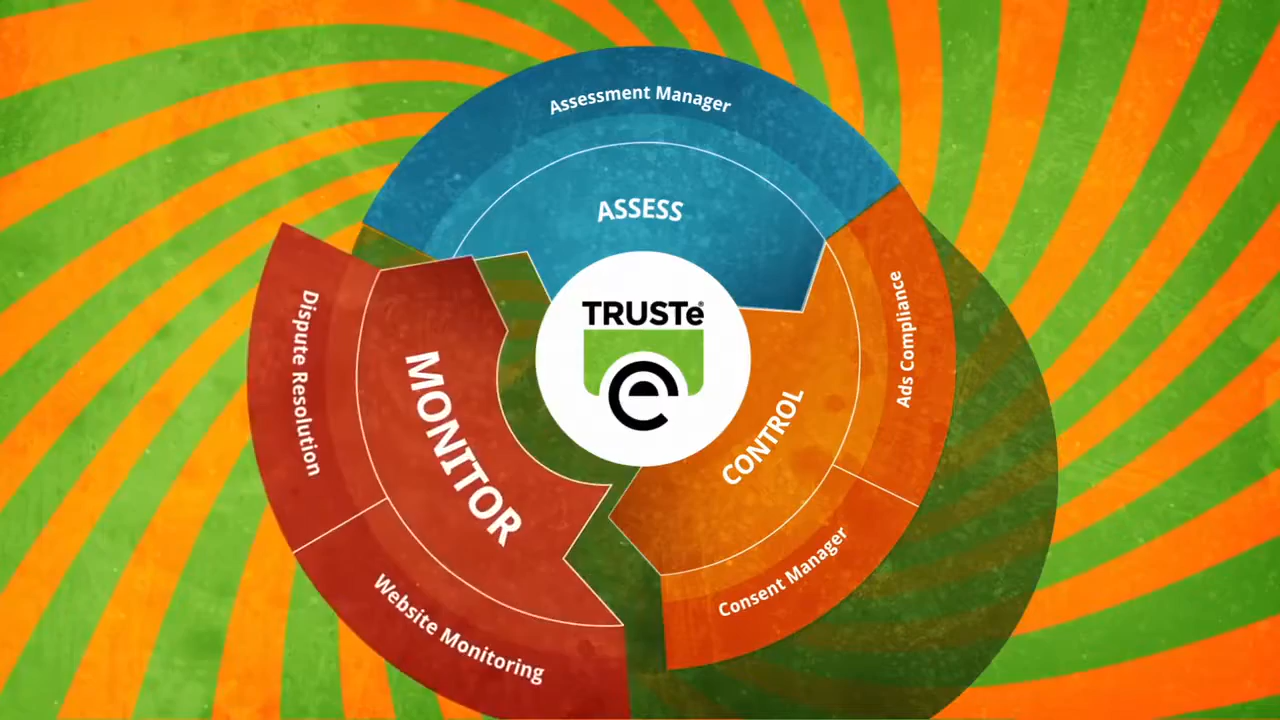 Assessment Manager
ASSESS
TRUSTe®
e
MONITOR
Dispute Resolution
Website Monitoring
CONTROL
Ads Compliance
Consent Manager